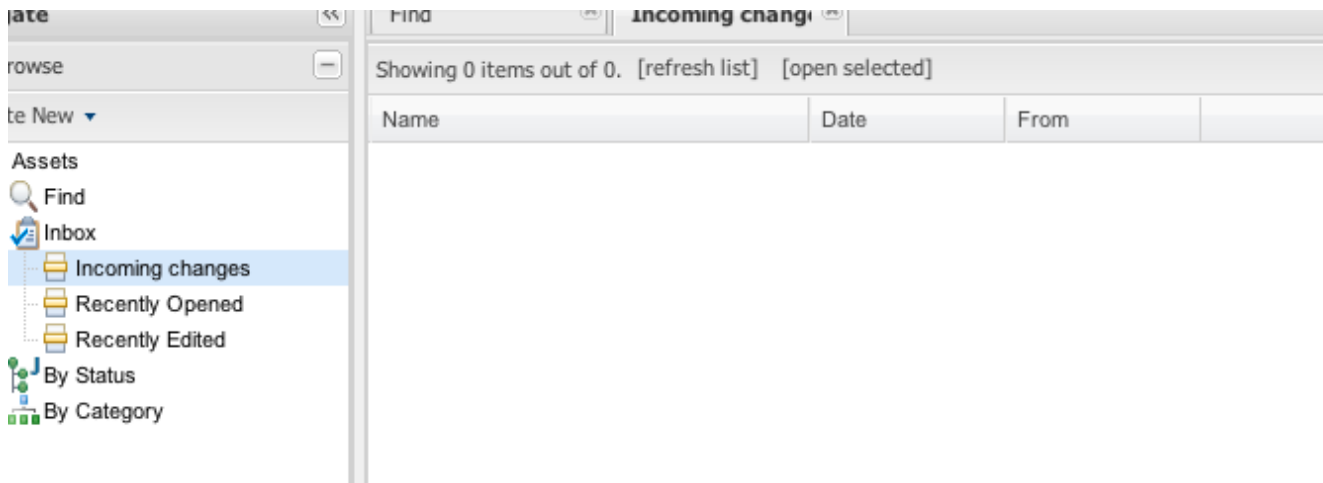 Find
Incoming chang
Showing 0 items out of 0. [refresh list] [open selected]
New
Name Date From
Assets
Find
Inbox
Incoming changes
Recently Opened
Recently Edited
By Status
By Category